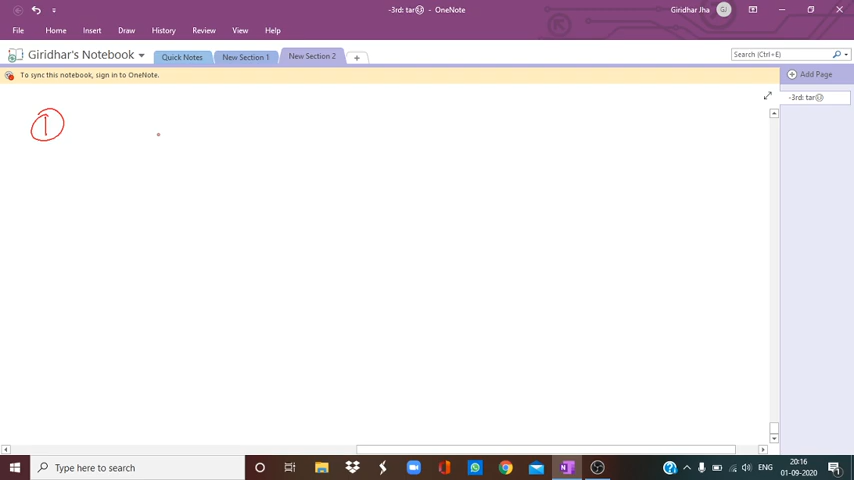 -3rd: tar☹ - OneNote
Giridhar Jha GJ
File Home Insert Draw History Review View Help
Giridhar's Notebook Quick Notes New Section 1 New Section 2 + Search (Ctrl+E)
To sync this notebook, sign in to OneNote. Add Page
-3rd: tar☹
1
Type here to search
ENG
20:16
01-09-2020
1